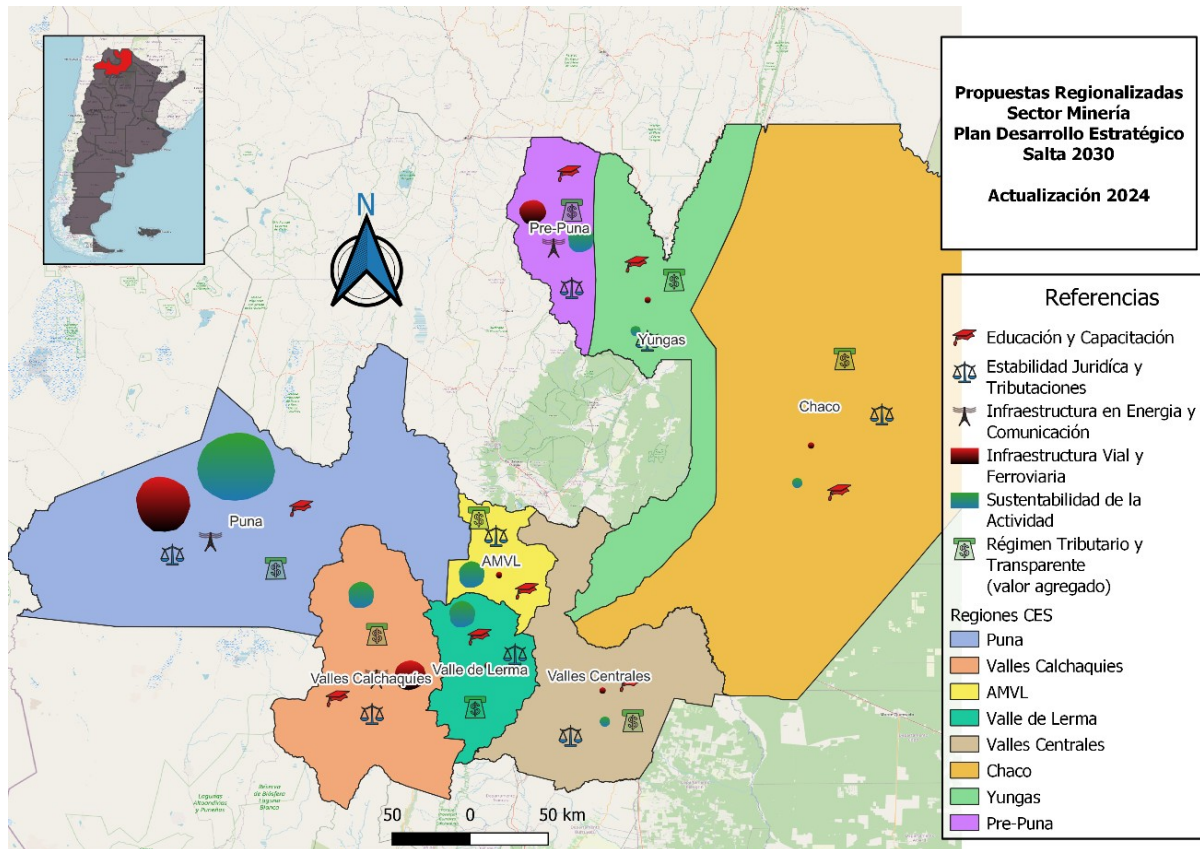 Propuestas Regionalizadas
Sector Minería
Plan Desarrollo Estratégico
Salta 2030
Actualización 2024
N
Pre-Puna
Yungas
Chaco
Puna
AMVL
Valles Calchaquies
Valle de Lerma
Valles Centrales
Referencias
Educación y Capacitación
Estabilidad Jurídíca y
Tributaciones
Infraestructura en Energia y
Comunicación
Infraestructura Vial y
Ferroviaria
Sustentabilidad de la
Actividad
Régimen Tributario y
Transparente
(valor agregado)
Regiones CES
Puna
Valles Calchaquies
AMVL
Valle de Lerma
Valles Centrales
Chaco
Yungas
Pre-Puna
50 0 50 km